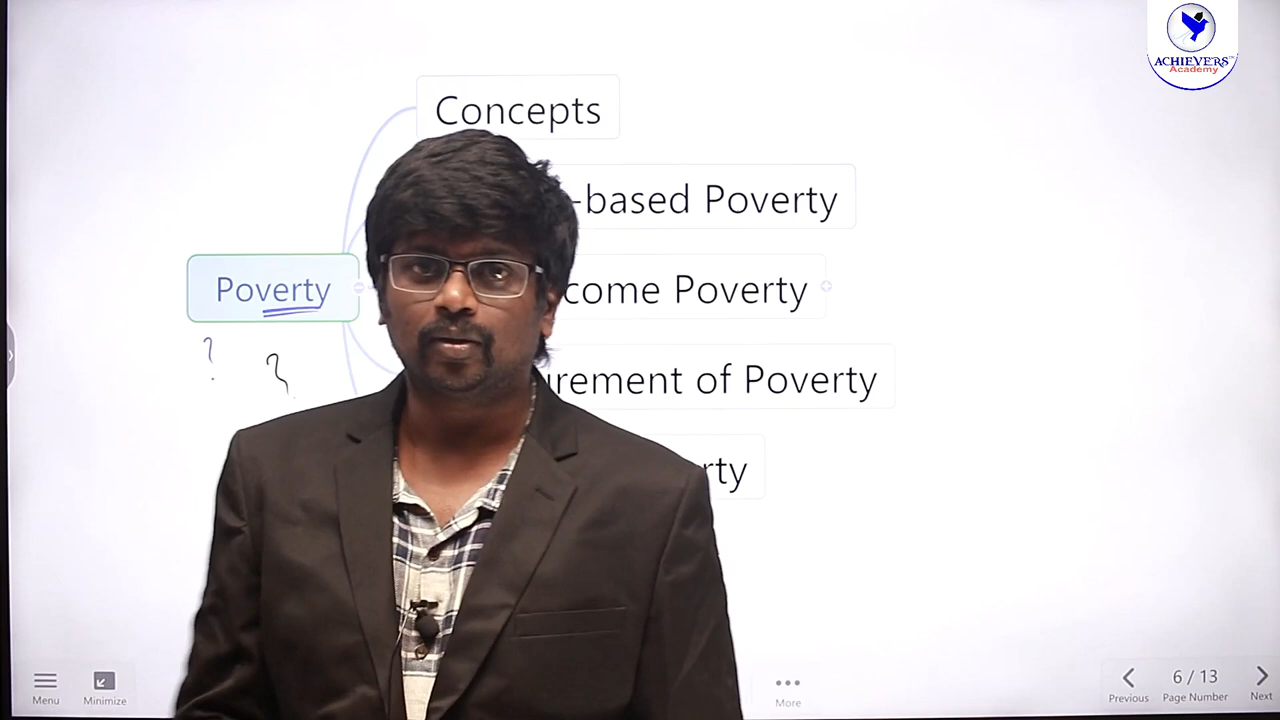 ACHIEVERS
Academy
Concepts
-based Poverty
Poverty
come Poverty
urement of Poverty
rty
? ?
Menu
Minimize
More
Previous
6 / 13
Page Number
Next